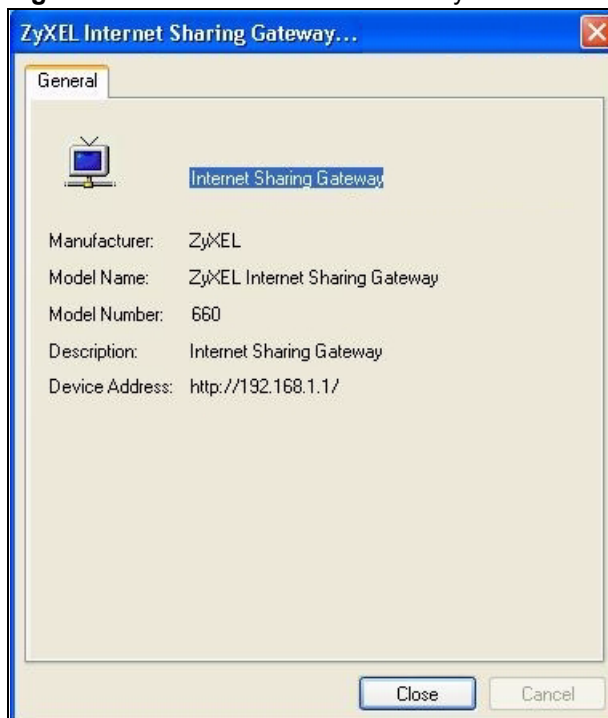 ZyXEL Internet Sharing Gateway...
General
Internet Sharing Gateway
Manufacturer: ZyXEL
Model Name: ZyXEL Internet Sharing Gateway
Model Number: 660
Description: Internet Sharing Gateway
Device Address: http://192.168.1.1/
Close Cancel